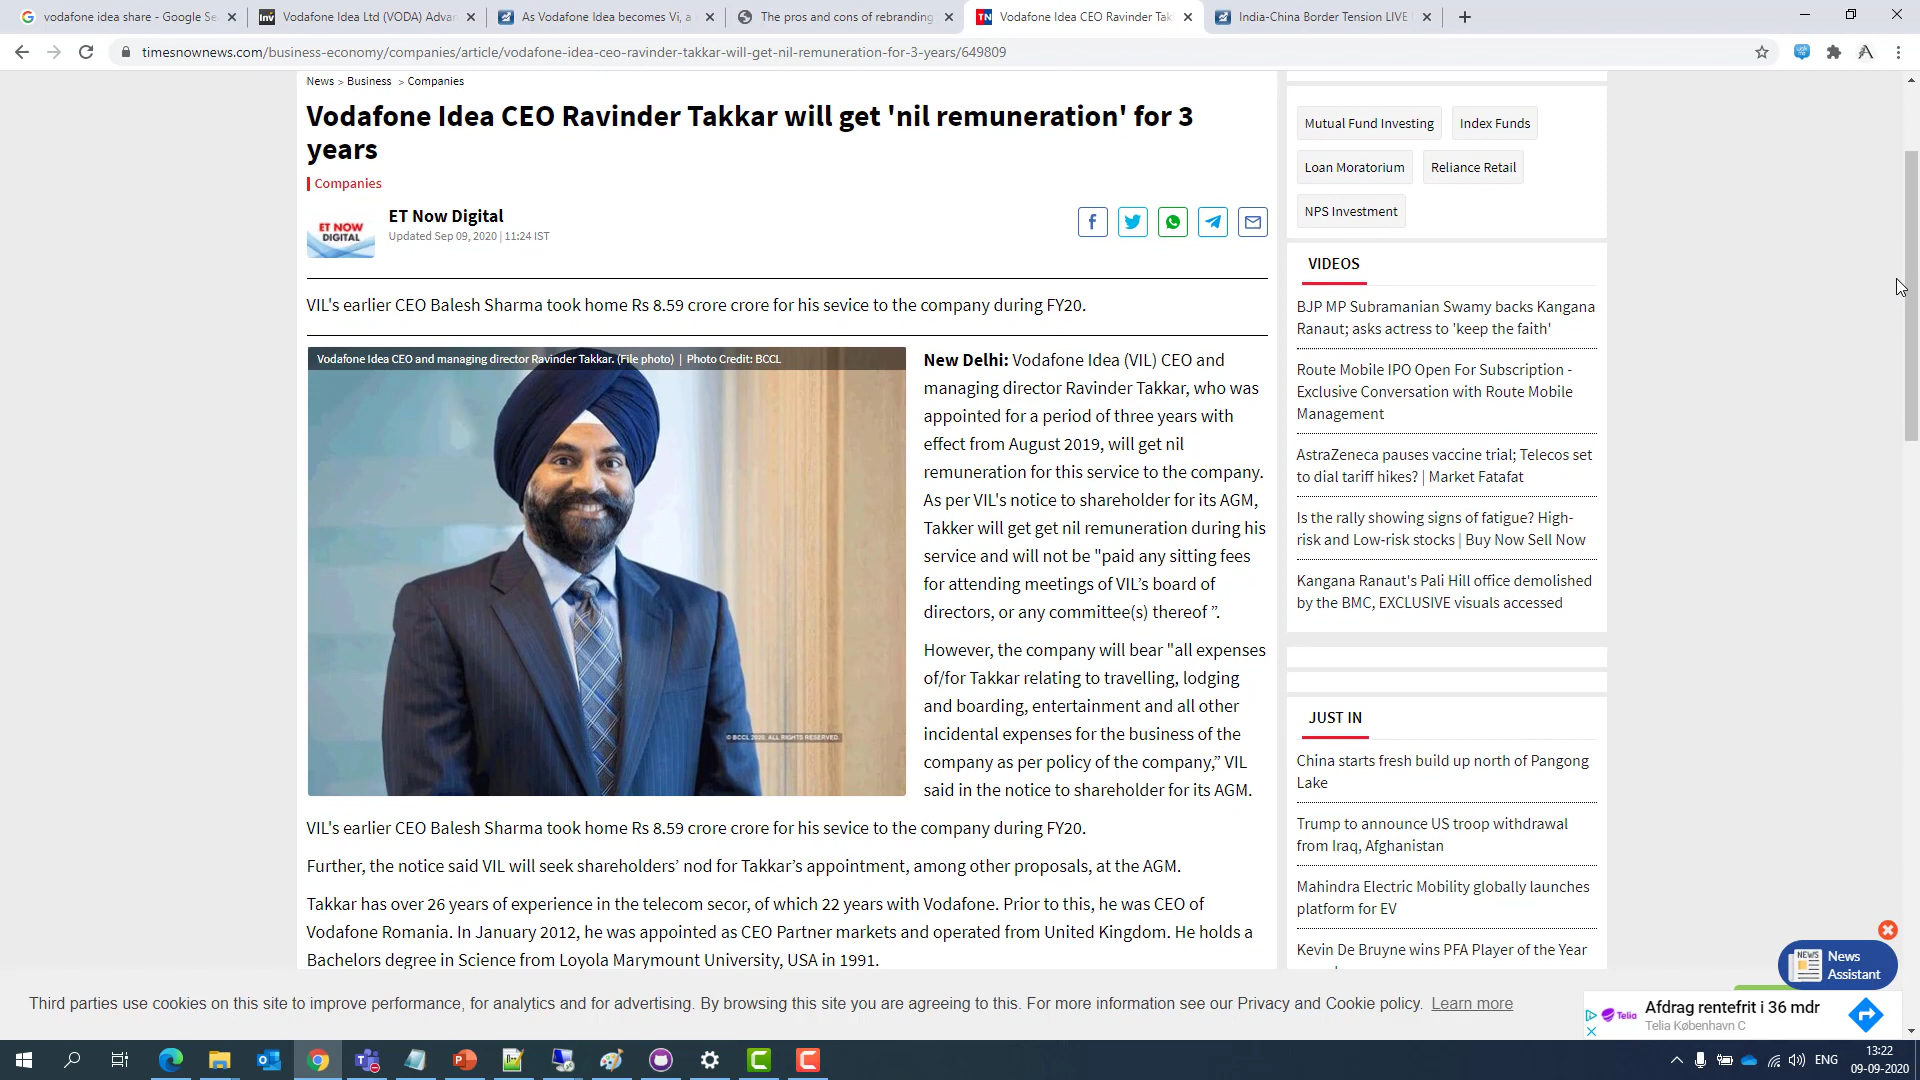 vodafone idea share - Google Se
Vodafone Idea Ltd (VODA) Advan
As Vodafone Idea becomes Vi, a
The pros and cons of rebranding
Vodafone Idea CEO Ravinder Tak
India-China Border Tension LIVE
timesnownews.com/business-economy/companies/article/vodafone-idea-ceo-ravinder-takkar-will-get-nil-remuneration-for-3-years/649809
News > Business > Companies
Vodafone Idea CEO Ravinder Takkar will get 'nil remuneration' for 3
years
Companies
ET NOW
DIGITAL
ET Now Digital
Updated Sep 09, 2020 | 11:24 IST
VIL's earlier CEO Balesh Sharma took home Rs 8.59 crore crore for his sevice to the company during FY20.
Vodafone Idea CEO and managing director Ravinder Takkar. (File photo) | Photo Credit: BCCL
© BCCL 2020. ALL RIGHTS RESERVED.
New Delhi: Vodafone Idea (VIL) CEO and
managing director Ravinder Takkar, who was
appointed for a period of three years with
effect from August 2019, will get nil
remuneration for this service to the company.
As per VIL's notice to shareholder for its AGM,
Takker will get get nil remuneration during his
service and will not be "paid any sitting fees
for attending meetings of VIL’s board of
directors, or any committee(s) thereof ”.
However, the company will bear "all expenses
of/for Takkar relating to travelling, lodging
and boarding, entertainment and all other
incidental expenses for the business of the
company as per policy of the company,” VIL
said in the notice to shareholder for its AGM.
VIL's earlier CEO Balesh Sharma took home Rs 8.59 crore crore for his sevice to the company during FY20.
Further, the notice said VIL will seek shareholders’ nod for Takkar’s appointment, among other proposals, at the AGM.
Takkar has over 26 years of experience in the telecom secor, of which 22 years with Vodafone. Prior to this, he was CEO of
Vodafone Romania. In January 2012, he was appointed as CEO Partner markets and operated from United Kingdom. He holds a
Bachelors degree in Science from Loyola Marymount University, USA in 1991.
Mutual Fund Investing
Index Funds
Loan Moratorium
Reliance Retail
NPS Investment
VIDEOS
BJP MP Subramanian Swamy backs Kangana
Ranaut; asks actress to 'keep the faith'
Route Mobile IPO Open For Subscription -
Exclusive Conversation with Route Mobile
Management
AstraZeneca pauses vaccine trial; Telecos set
to dial tariff hikes? | Market Fatafat
Is the rally showing signs of fatigue? High-
risk and Low-risk stocks | Buy Now Sell Now
Kangana Ranaut's Pali Hill office demolished
by the BMC, EXCLUSIVE visuals accessed
JUST IN
China starts fresh build up north of Pangong
Lake
Trump to announce US troop withdrawal
from Iraq, Afghanistan
Mahindra Electric Mobility globally launches
platform for EV
Kevin De Bruyne wins PFA Player of the Year
NEWS
News
Assistant
Third parties use cookies on this site to improve performance, for analytics and for advertising. By browsing this site you are agreeing to this. For more information see our Privacy and Cookie policy. Learn more
Telia
Afdrag rentefrit i 36 mdr
Telia København C
ENG
13:22
09-09-2020